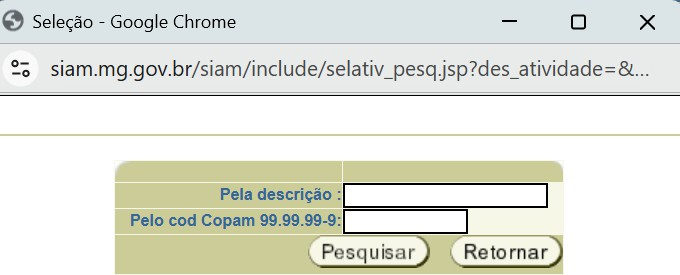 Seleção - Google Chrome
siam.mg.gov.br/siam/include/selativ_pesq.jsp?des_atividade=&...
Pela descrição :
Pelo cod Copam 99.99.99-9:
Pesquisar Retornar